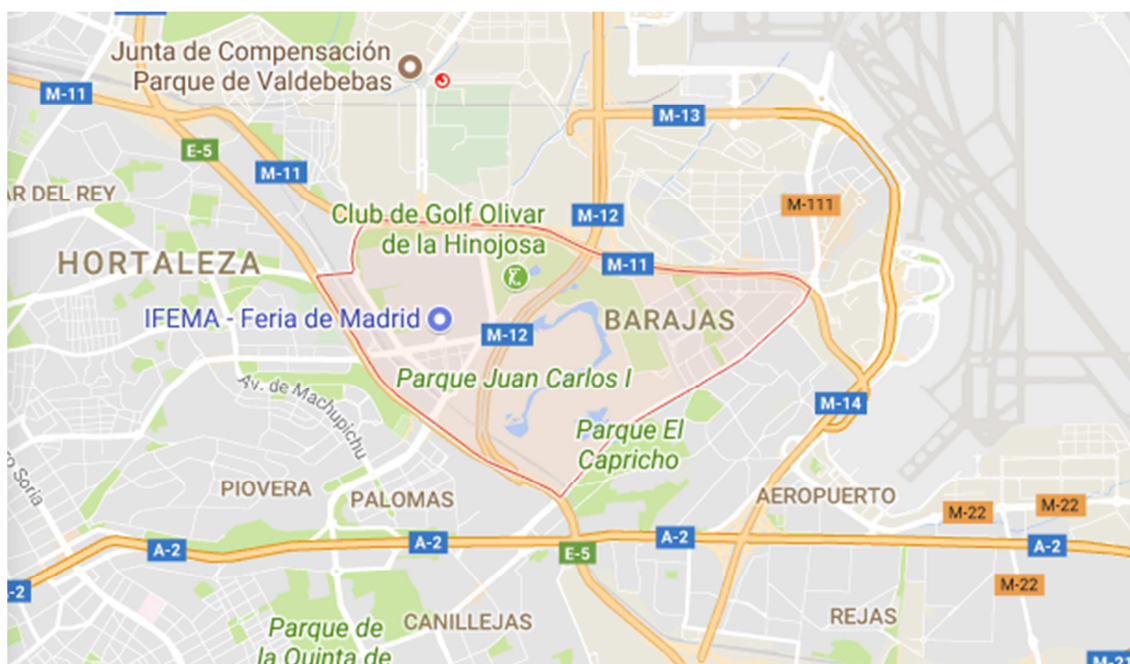 Junta de Compensación
Parque de Valdebebas
M-11
M-13
E-5
M-11
AR DEL REY
M-111
Club de Golf Olivar
de la Hinojosa
M-12
HORTALEZA
M-11
IFEMA - Feria de Madrid
M-12
BARAJAS
Parque Juan Carlos I
Av. de Machupichu
M-14
Parque El
Capricho
Soria
PIOVERA
PALOMAS
AEROPUERTO
M-22
M-22
A-2
A-2
E-5
A-2
A-2
-2
M-22
CANILLEJAS
REJAS
Parque de
la Quinta de